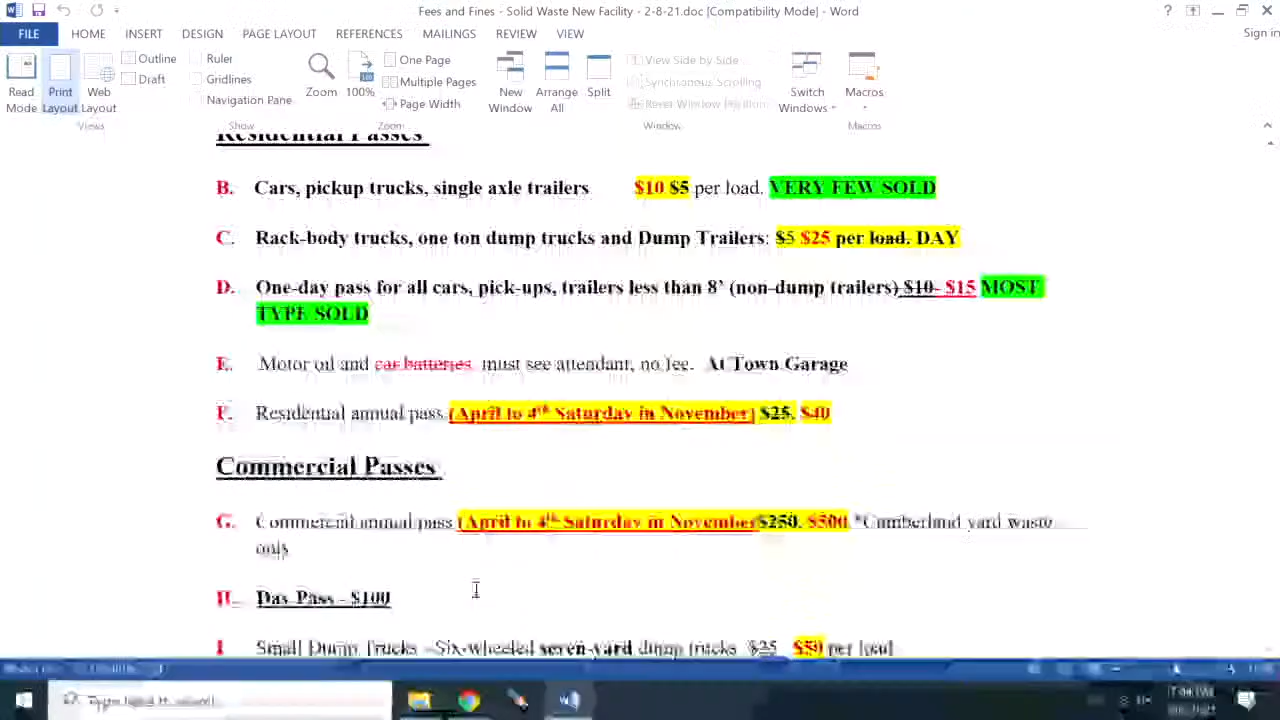 Fees and Fines - Solid Waste New Facility - 2-8-21.doc [Compatibility Mode] - Word
FILE HOME INSERT DESIGN PAGE LAYOUT REFERENCES MAILINGS REVIEW VIEW Sign in
Outline Ruler One Page View Side by Side
Draft Gridlines Multiple Pages Synchronous Scrolling
Navigation Pane Page Width Reset Window Position
Read Mode Print Layout Web Layout Zoom 100% New Window Arrange All Split Switch Windows Macros
Views Show Zoom Window Macros
Residential Passes
B. Cars, pickup trucks, single axle trailers $10 $5 per load. VERY FEW SOLD
C. Rack-body trucks, one ton dump trucks and Dump Trailers: $5 $25 per load. DAY
D. One-day pass for all cars, pick-ups, trailers less than 8’ (non-dump trailers) $10- $15 MOST
TYPE SOLD
E. Motor oil and car batteries must see attendant, no fee. At Town Garage
F. Residential annual pass (April to 4th Saturday in November) $25. $40
Commercial Passes
G. Commercial annual pass (April to 4th Saturday in November $250. $500 *Cumberland yard waste
only
H. Day Pass - $100
I Small Dump Trucks –Six-wheeled seven-yard dump trucks $25 $50 per load